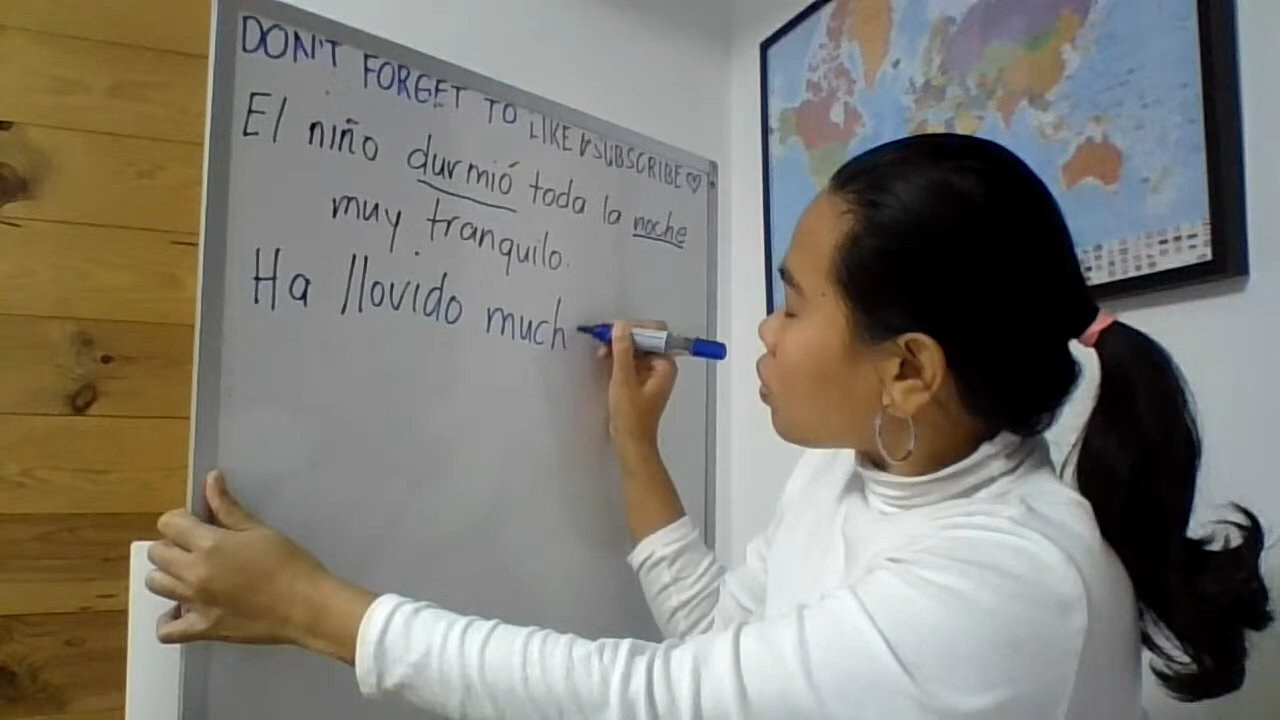 DON'T FORGET TO LIKE & SUBSCRIBE ♡
El niño durmió toda la noche
muy tranquilo.
Ha llovido much